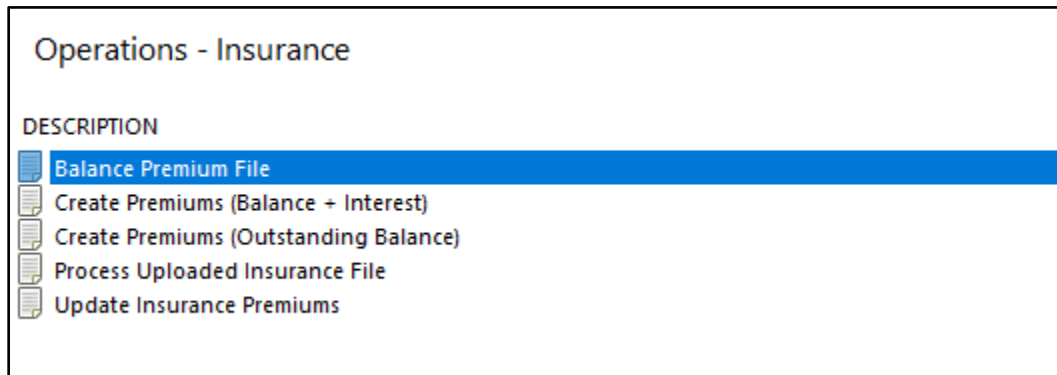 Operations - Insurance
DESCRIPTION
Balance Premium File
Create Premiums (Balance + Interest)
Create Premiums (Outstanding Balance)
Process Uploaded Insurance File
Update Insurance Premiums